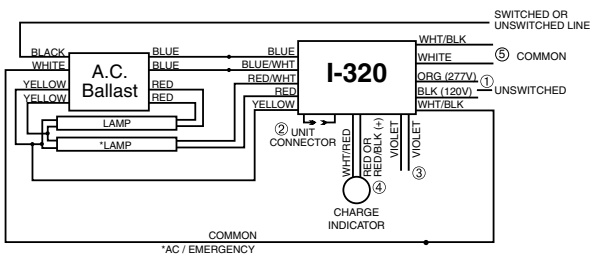 SWITCHED OR
UNSWITCHED LINE
WHT/BLK
BLACK
BLUE
BLUE
WHITE
⑤ COMMON
WHITE
BLUE
BLUE/WHT
A.C.
Ballast
I-320
RED/WHT
ORG (277V)
①
YELLOW
RED
RED
BLK (120V)
UNSWITCHED
YELLOW
RED
YELLOW
WHT/BLK
LAMP
*LAMP
② UNIT
CONNECTOR
WHT/RED
RED OR
RED/BLK (+)
VIOLET
VIOLET
③
④
CHARGE
INDICATOR
COMMON
*AC / EMERGENCY